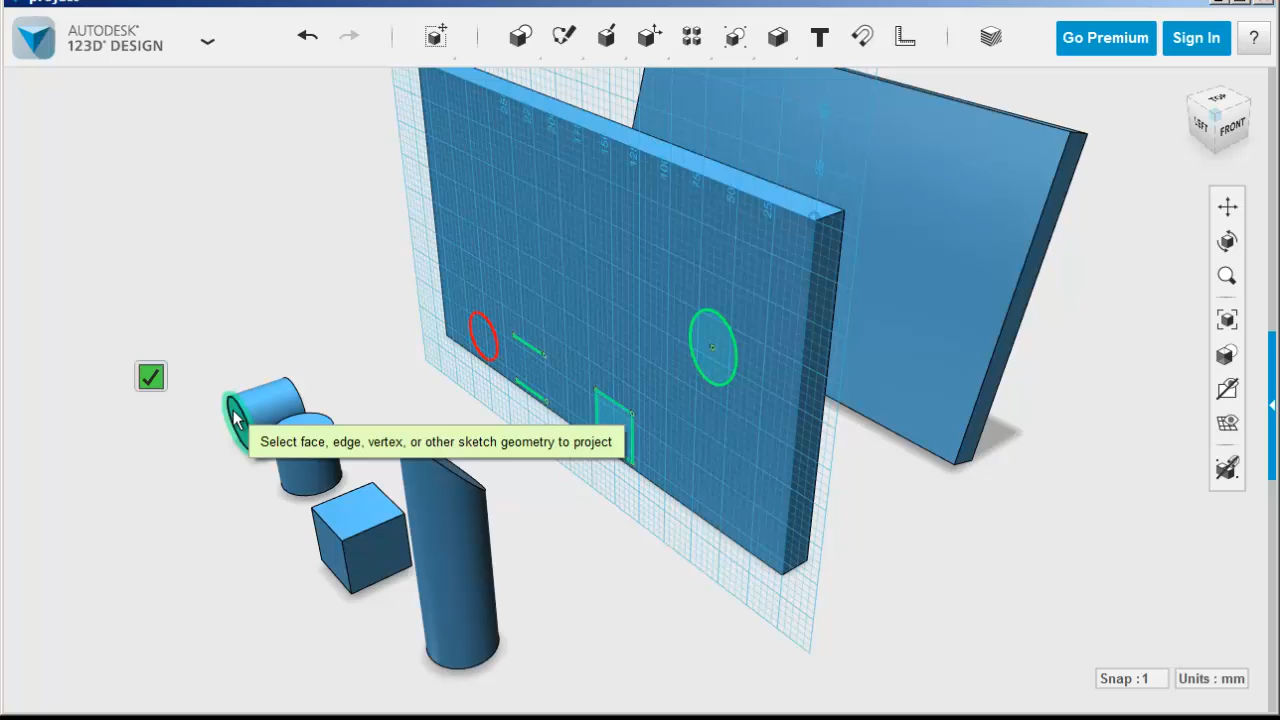 project
AUTODESK
123D® DESIGN
Go Premium
Sign In
?
TOP
LEFT
FRONT
Select face, edge, vertex, or other sketch geometry to project
Snap : 1
Units : mm